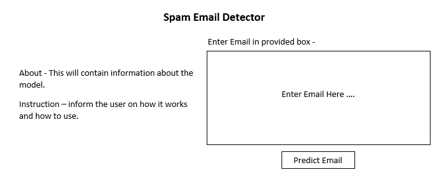 Spam Email Detector
Enter Email in provided box -
About - This will contain information about the
model.
Instruction – inform the user on how it works
and how to use.
Enter Email Here ....
Predict Email